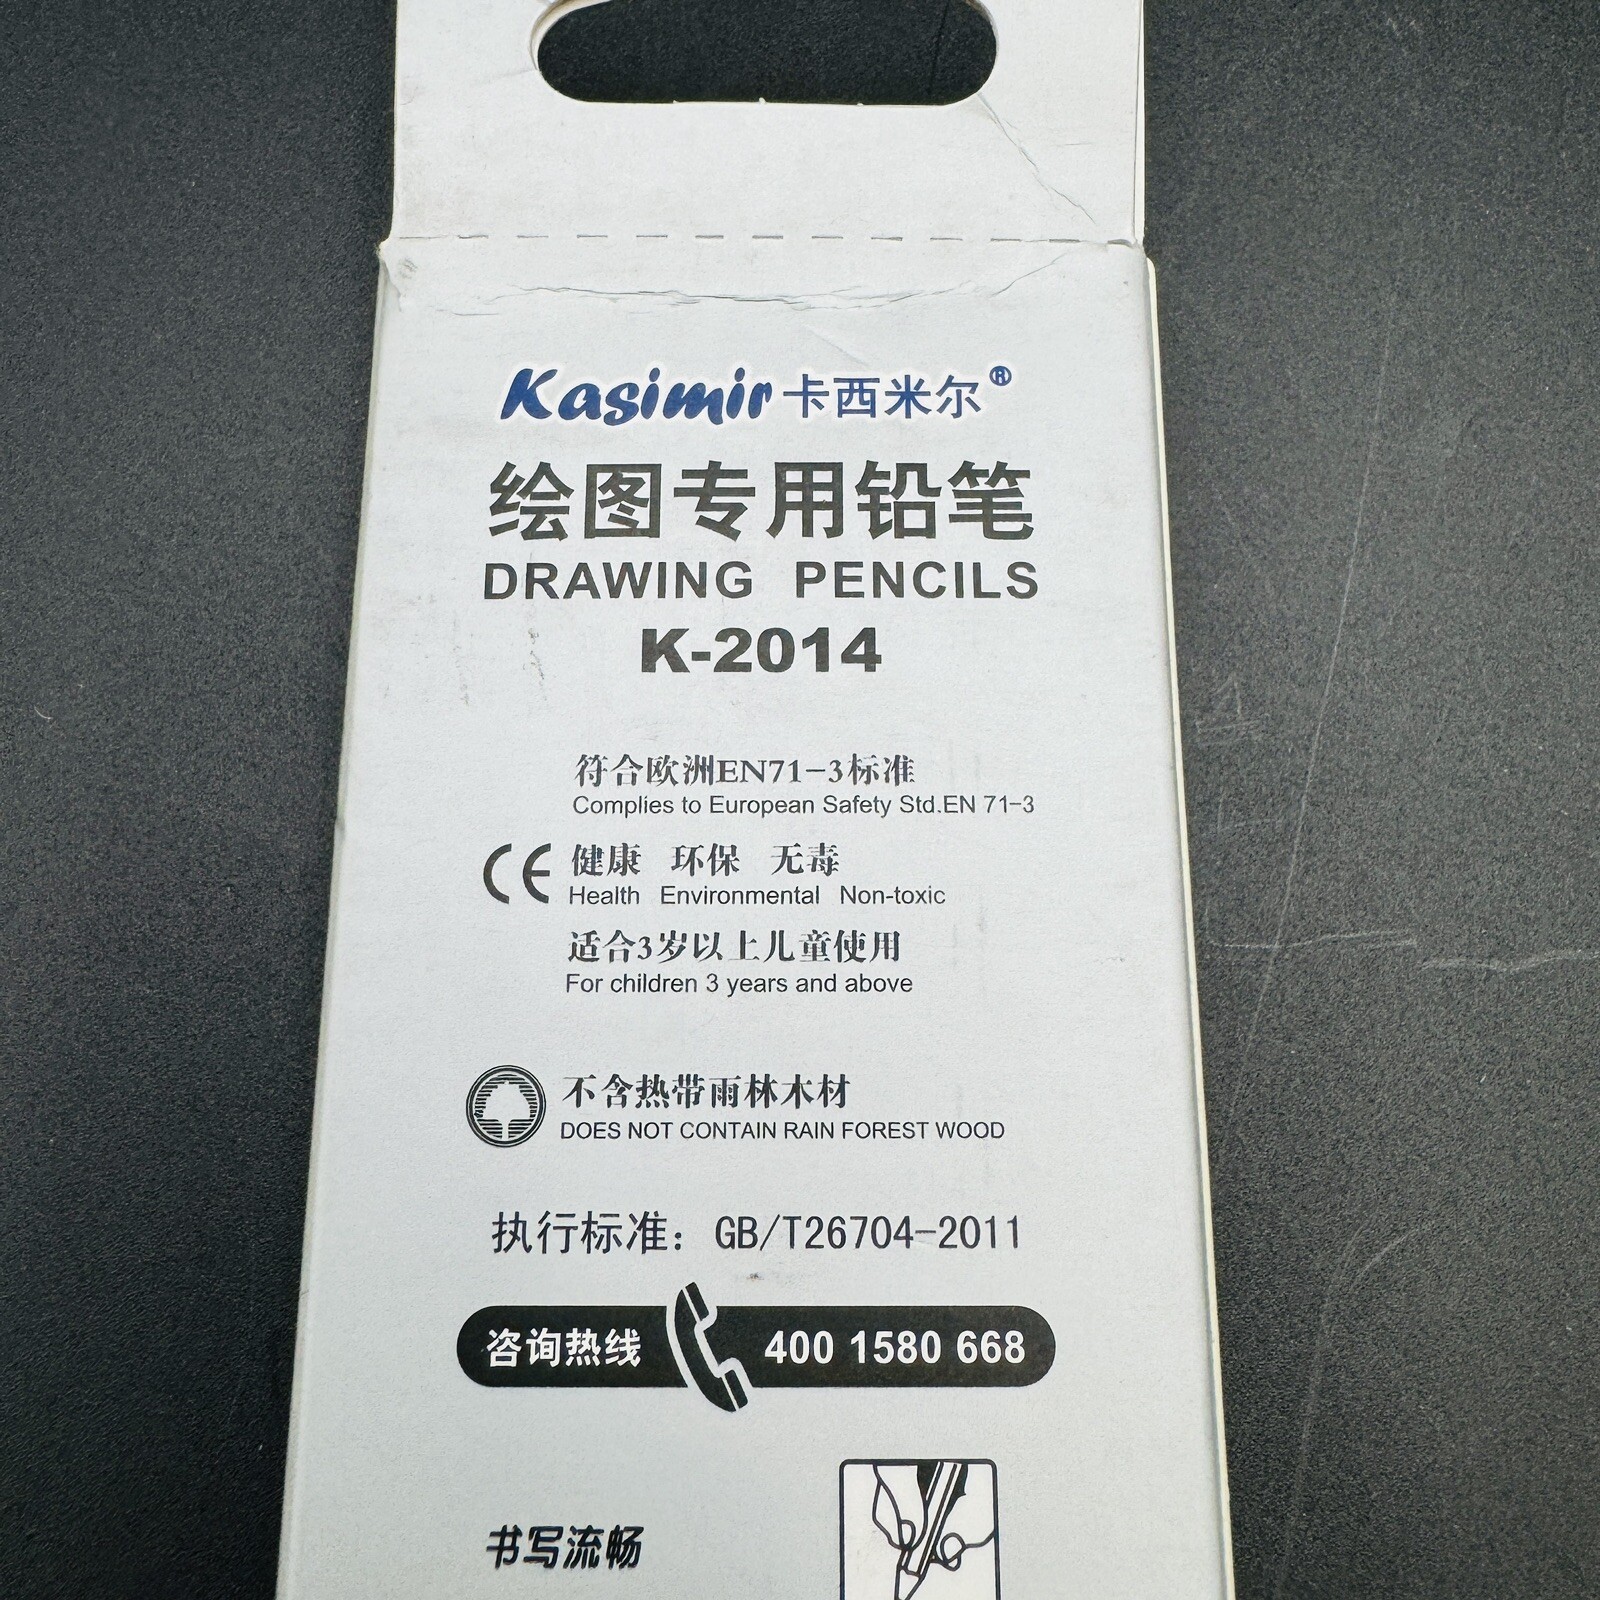 Kasimir 卡西米尔®
绘图专用铅笔
DRAWING PENCILS
K-2014
符合欧洲EN71-3标准
Complies to European Safety Std.EN 71-3
CE
健康 环保 无毒
Health Environmental Non-toxic
适合3岁以上儿童使用
For children 3 years and above
不含热带雨林木材
DOES NOT CONTAIN RAIN FOREST WOOD
执行标准: GB/T26704-2011
咨询热线 400 1580 668
书写流畅